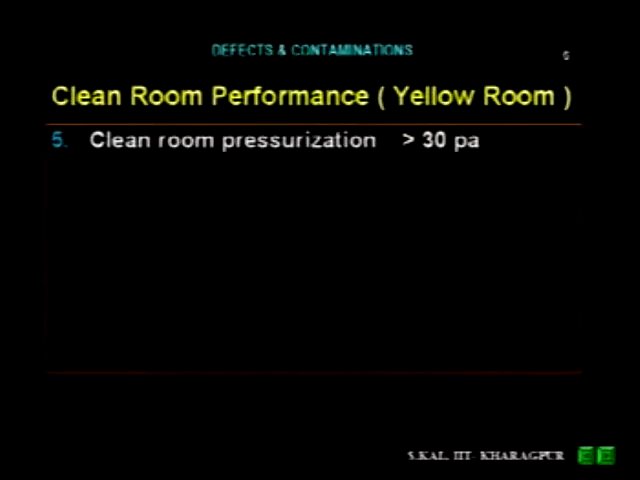 DEFECTS & CONTAMINATIONS
6
Clean Room Performance ( Yellow Room )
5. Clean room pressurization > 30 pa
S.KAL. IIT- KHARAGPUR